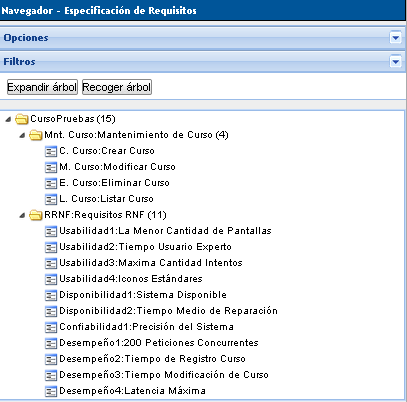 Navegador - Especificación de Requisitos
Opciones
Filtros
Expandir árbol Recoger árbol
CursoPruebas (15)
Mnt. Curso:Mantenimiento de Curso (4)
C. Curso:Crear Curso
M. Curso:Modificar Curso
E. Curso:Eliminar Curso
L. Curso:Listar Curso
RRNF:Requisitos RNF (11)
Usabilidad1:La Menor Cantidad de Pantallas
Usabilidad2:Tiempo Usuario Experto
Usabilidad3:Maxima Cantidad Intentos
Usabilidad4:Iconos Estándares
Disponibilidad1:Sistema Disponible
Disponibilidad2:Tiempo Medio de Reparación
Confiabilidad1:Precisión del Sistema
Desempeño1:200 Peticiones Concurrentes
Desempeño2:Tiempo de Registro Curso
Desempeño3:Tiempo Modificación de Curso
Desempeño4:Latencia Máxima